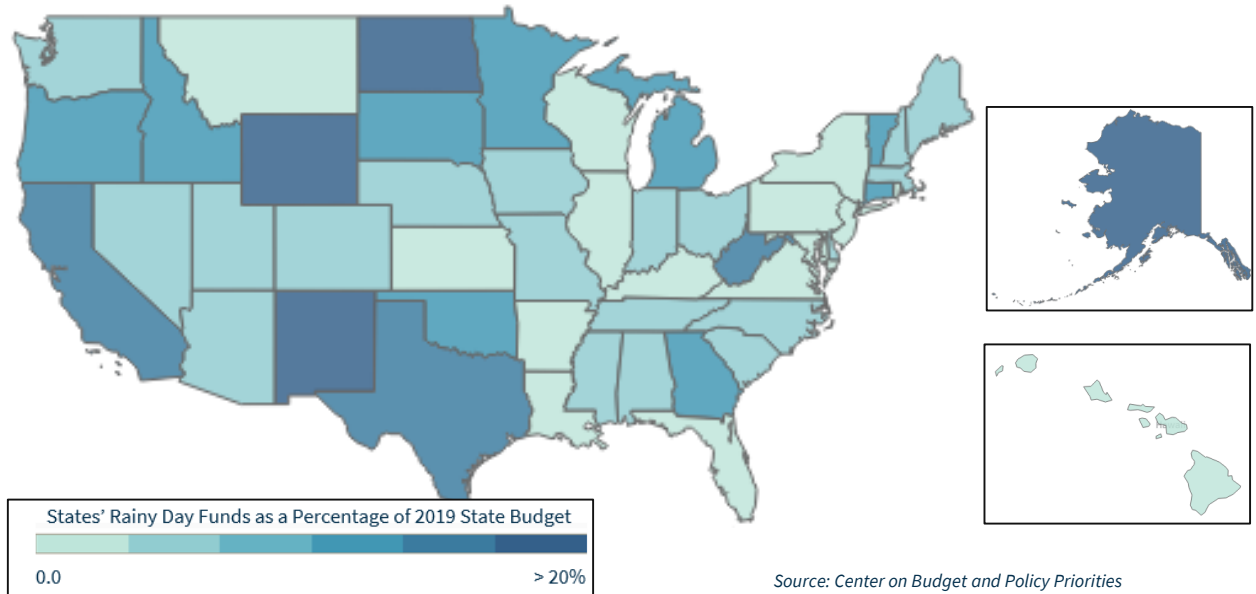 States’ Rainy Day Funds as a Percentage of 2019 State Budget
0.0
> 20%
Source: Center on Budget and Policy Priorities